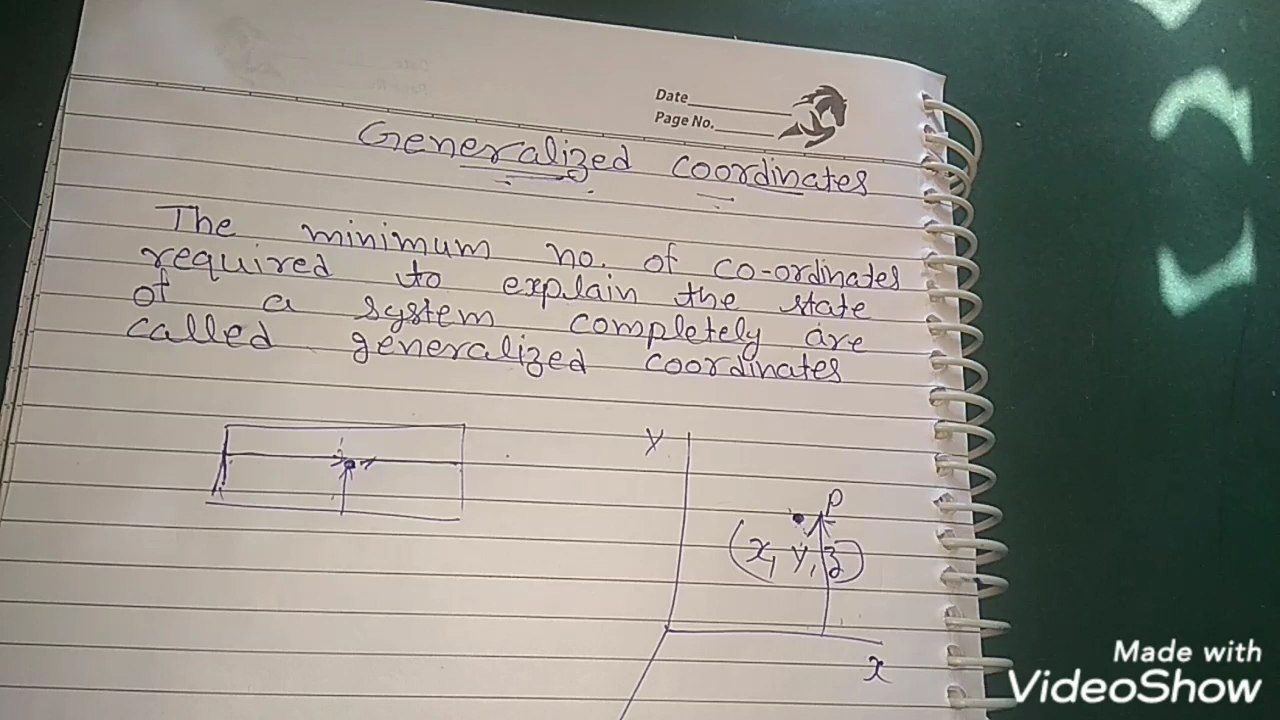 Date
Page No.
Generalized coordinates
The minimum no. of co-ordinates
required to explain the state
of a system completely are
called generalized coordinates
Y
P
(x, y, z)
x
Made with
VideoShow